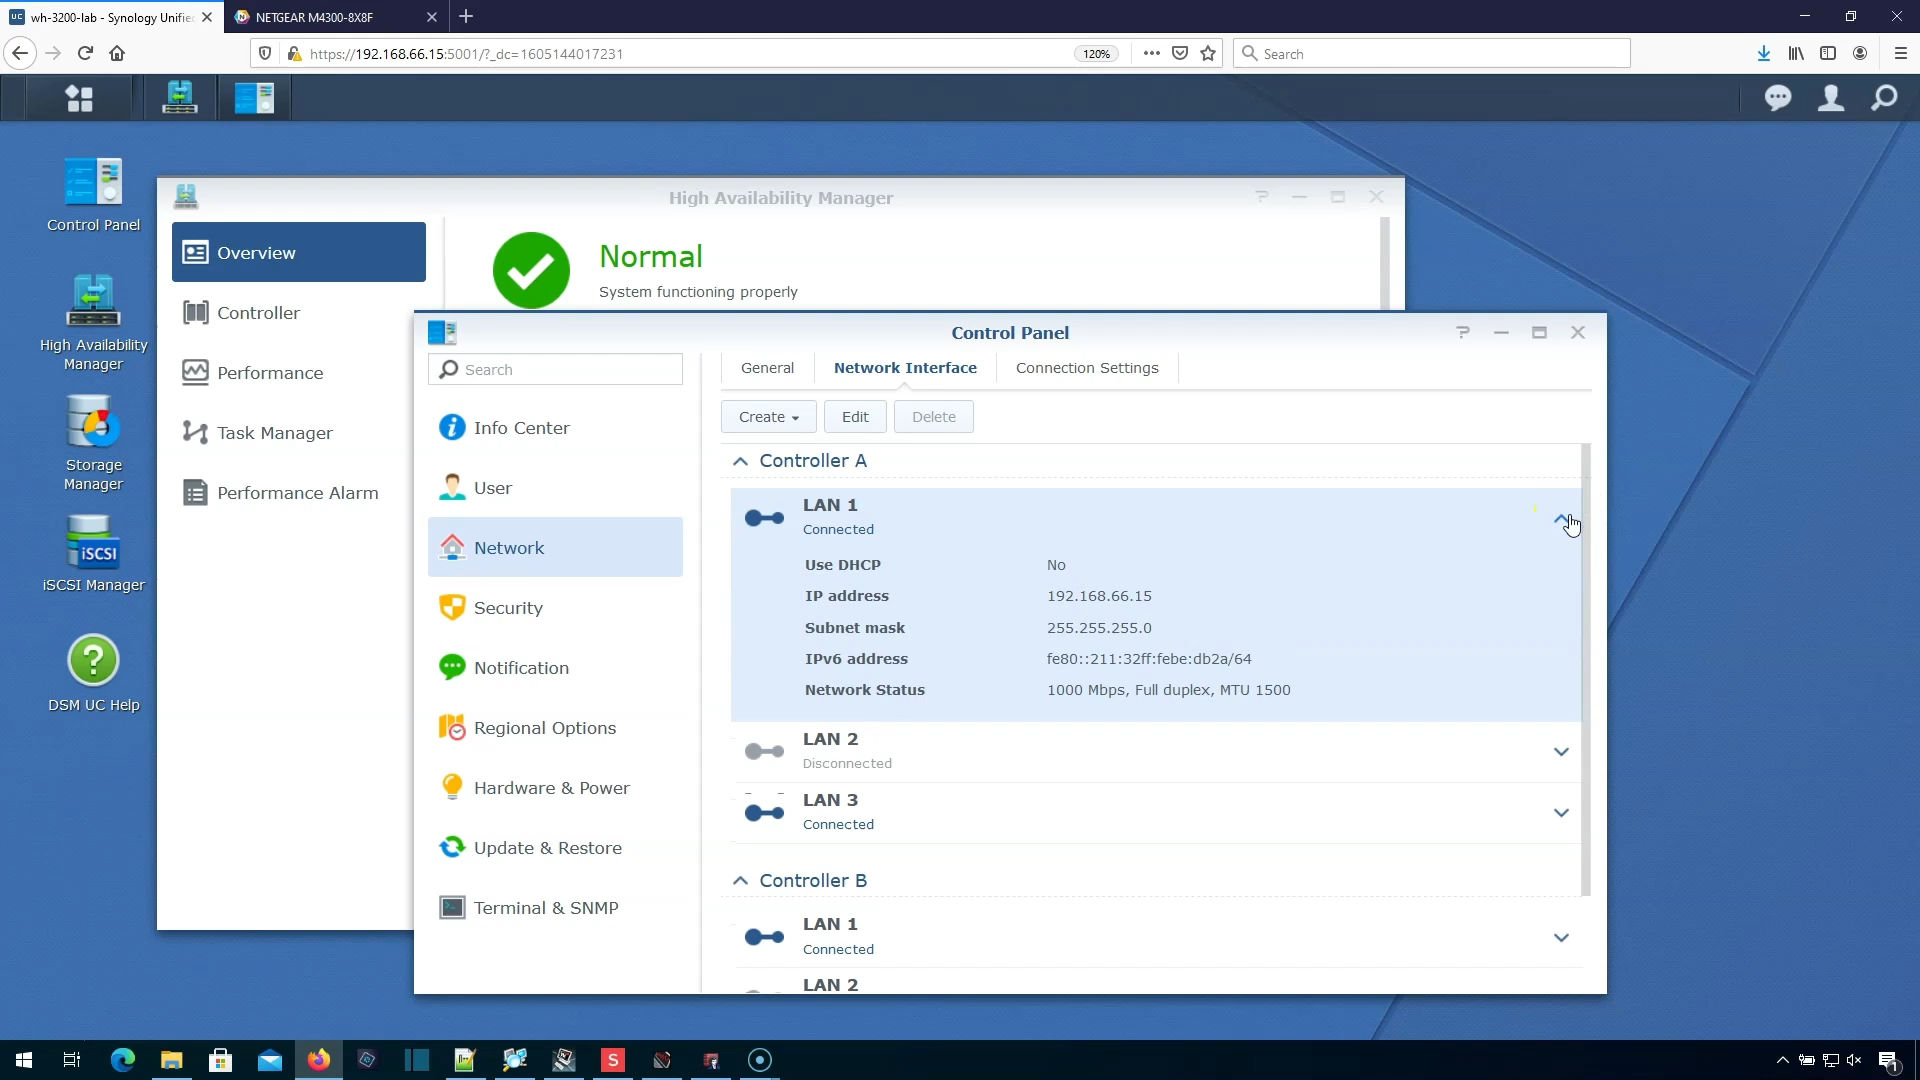 wh-3200-lab - Synology Unifie
NETGEAR M4300-8X8F
https://192.168.66.15:5001/?_dc=1605144017231
120%
Search
Control Panel
High Availability
Manager
Storage
Manager
iSCSI
iSCSI Manager
DSM UC Help
High Availability Manager
Overview
Controller
Performance
Task Manager
Performance Alarm
Normal
System functioning properly
Control Panel
Search
Info Center
User
Network
Security
Notification
Regional Options
Hardware & Power
Update & Restore
Terminal & SNMP
General
Network Interface
Connection Settings
Create
Edit
Delete
Controller A
LAN 1
Connected
Use DHCP No
IP address 192.168.66.15
Subnet mask 255.255.255.0
IPv6 address fe80::211:32ff:febe:db2a/64
Network Status 1000 Mbps, Full duplex, MTU 1500
LAN 2
Disconnected
LAN 3
Connected
Controller B
LAN 1
Connected
LAN 2
S
1